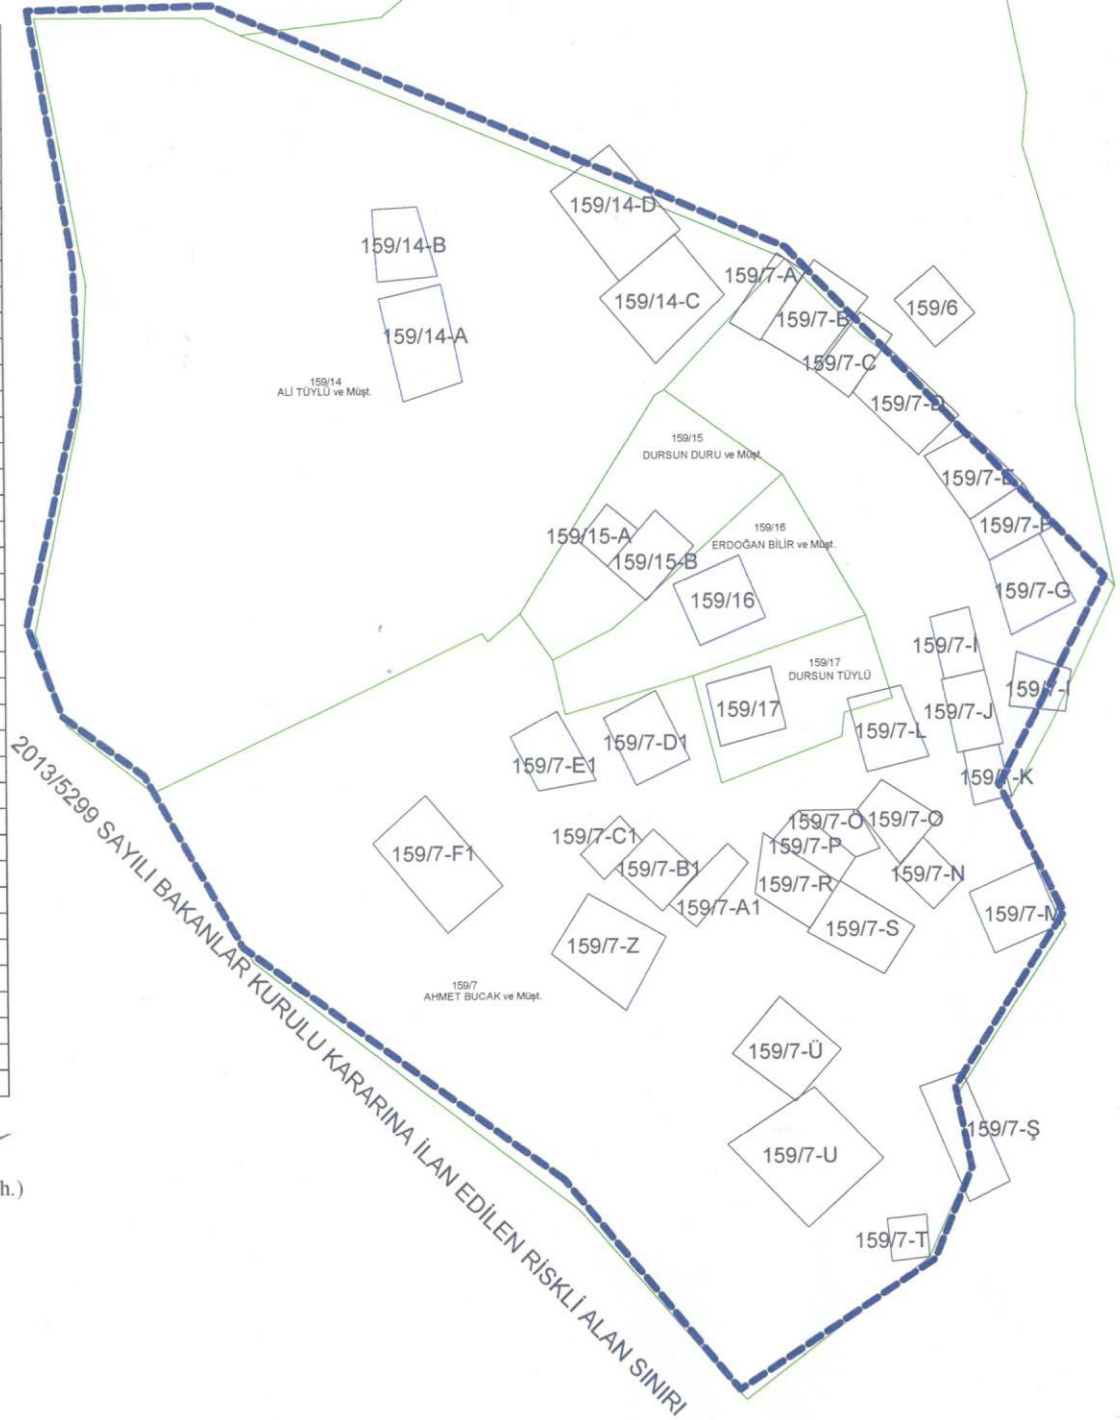 159/14-D
159/14-B
159/7-A
159/14-C
159/6
159/7-B
159/14-A
159/7-C
159/14
ALİ TÜYLÜ ve Müşt.
159/7-D
159/15
DURSUN DURU ve Müşt.
159/7-E
159/16
ERDOĞAN BİLİR ve Müşt.
159/7-F
159/15-A
159/15-B
159/16
159/7-G
159/7-İ
159/17
DURSUN TÜYLÜ
159/7-I
159/17
159/7-J
159/7-L
159/7-D1
159/7-E1
159/7-K
159/7-Ö
159/7-O
159/7-C1
159/7-P
159/7-F1
159/7-B1
159/7-R
159/7-N
159/7-A1
159/7-M
159/7-S
159/7-Z
159/7
AHMET BUCAK ve Müşt.
159/7-Ü
159/7-Ş
159/7-U
h.)
159/7-T
2013/5299 SAYILI BAKANLAR KURULU KARARINA İLAN EDİLEN RİSKLİ ALAN SINIRI